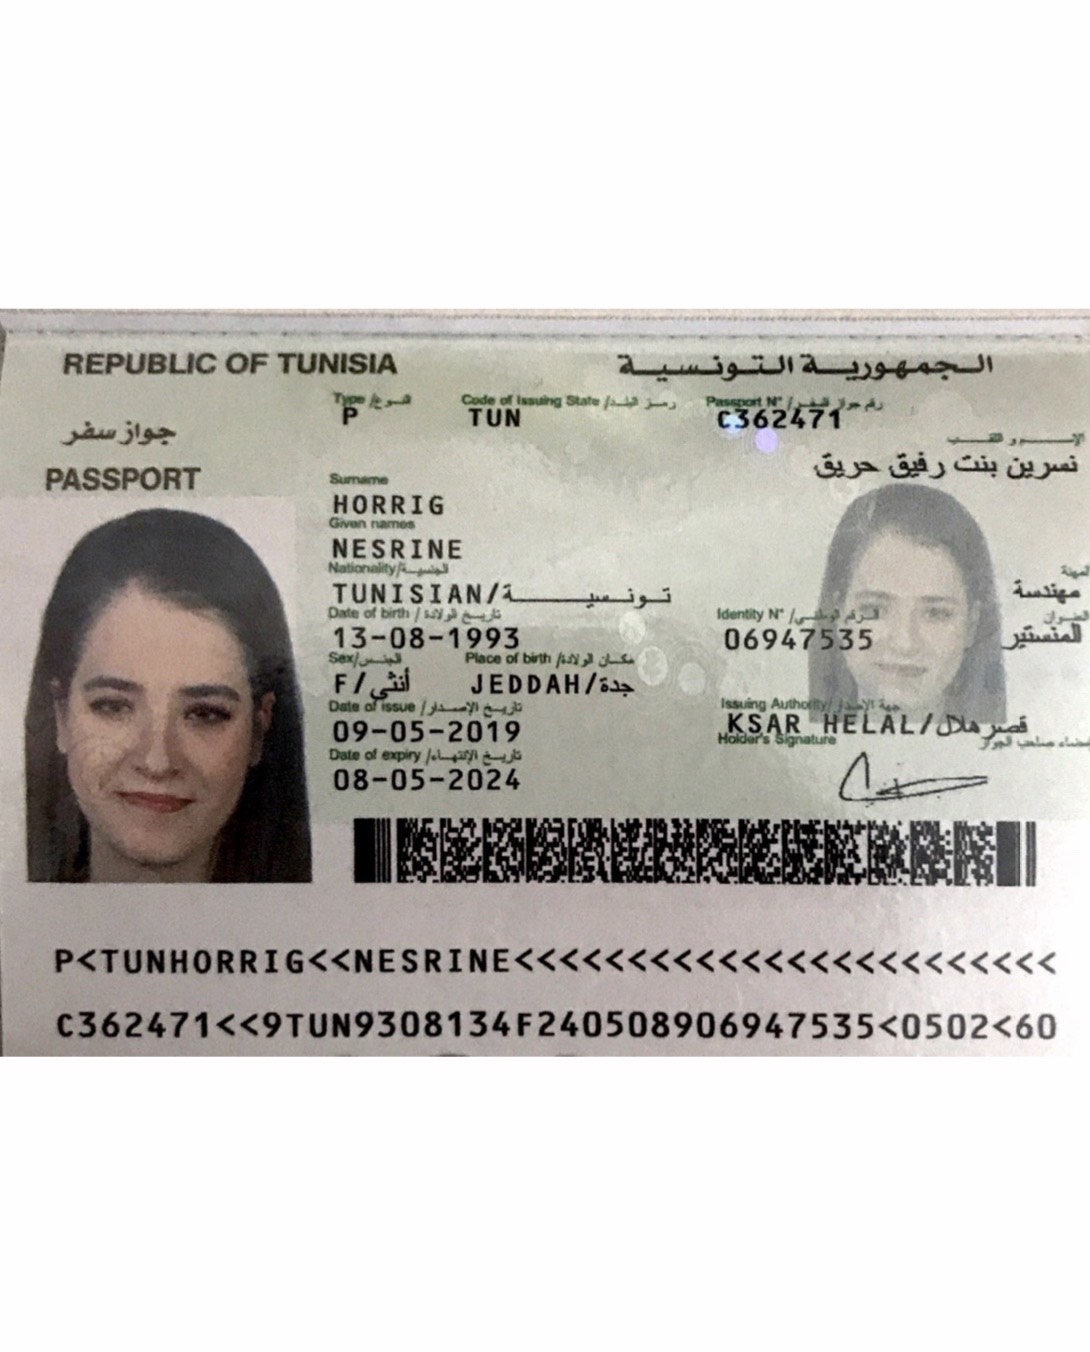 REPUBLIC OF TUNISIA الجمهورية التونسية
Type/النوع Code of Issuing State/رمز البلد Passport N°/رقم جواز السفر
P TUN C362471
جواز سفر
الإسم و اللقب
نسرين بنت رفيق حريق
PASSPORT
Surname
HORRIG
Given names
NESRINE
Nationality/الجنسية
المهنة
TUNISIAN/تونسية
مهندسة
Date of birth/تاريخ الولادة Identity N°/الرقم الوطني العنوان
13-08-1993 06947535 المنستير
Sex/الجنس Place of birth/مكان الولادة
F/أنثى JEDDAH/جدة
Date of issue/تاريخ الإصدار Issuing Authority/جهة الإصدار
09-05-2019 KSAR HELAL/قصر هلال
Holder's Signature إمضاء صاحب الجواز
Date of expiry/تاريخ الإنتهاء
08-05-2024
P<TUNHORRIG<<NESRINE<<<<<<<<<<<<<<<<<<<<<<<<
C362471<<9TUN9308134F240508906947535<0502<60